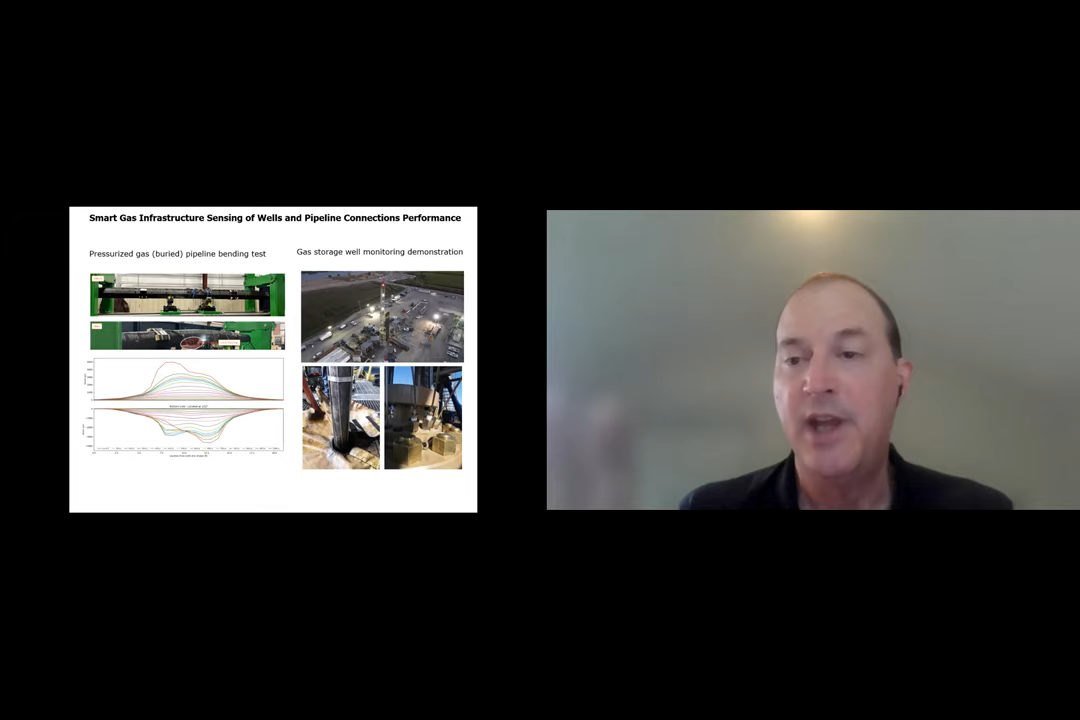 Smart Gas Infrastructure Sensing of Wells and Pipeline Connections Performance
Pressurized gas (buried) pipeline bending test
Gas storage well monitoring demonstration